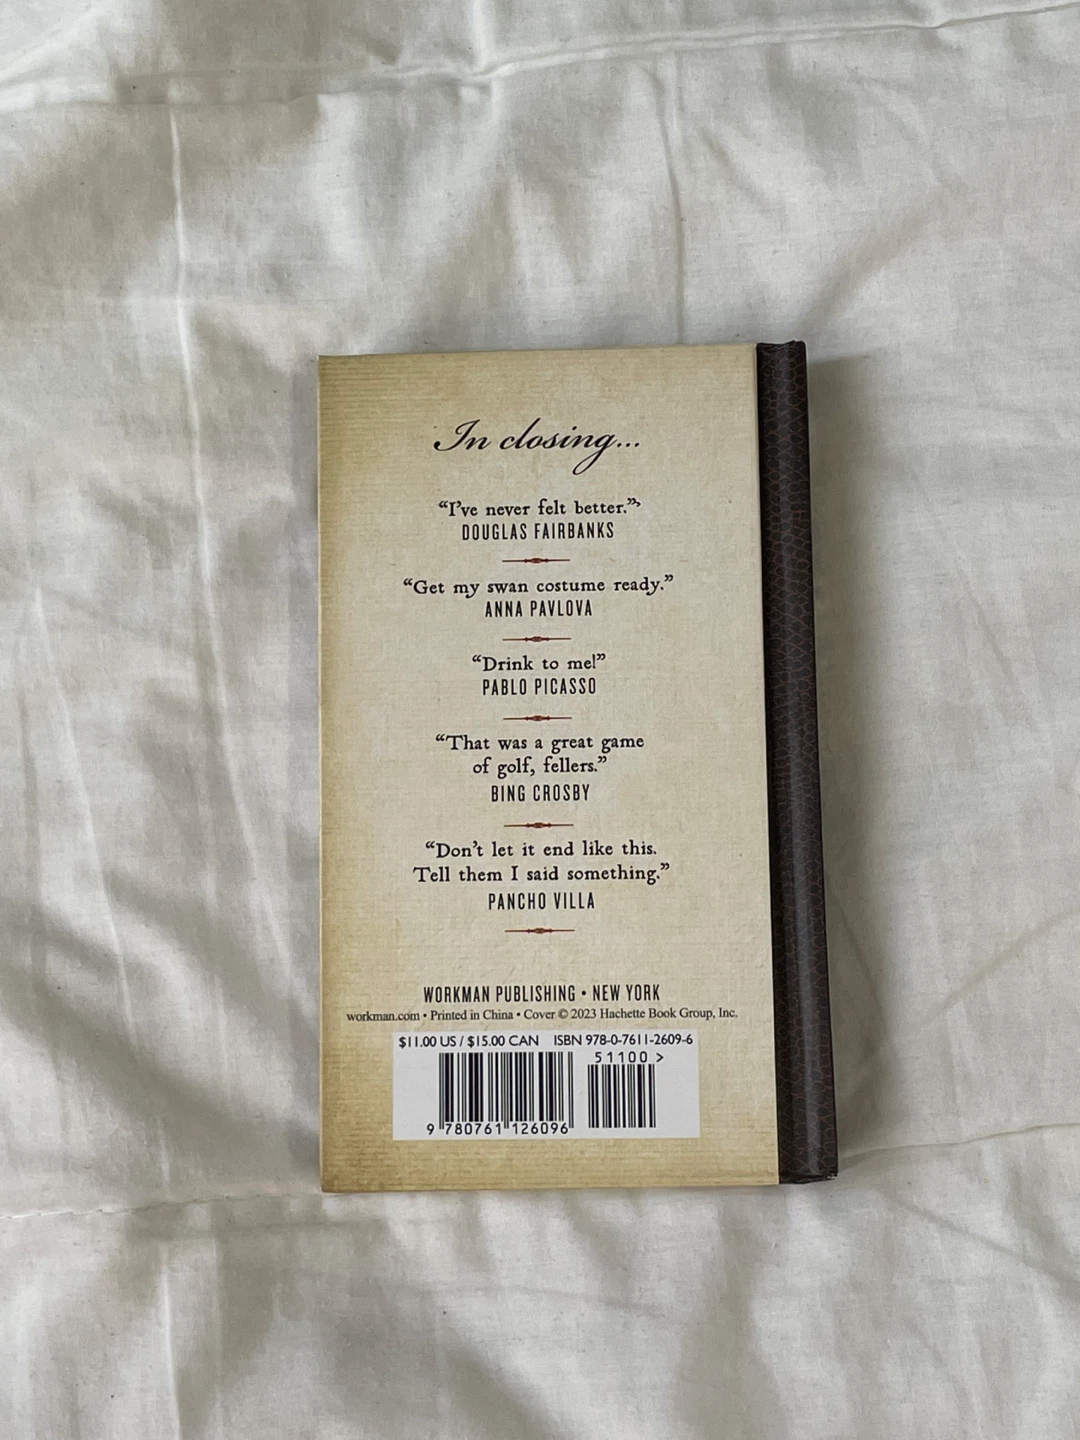 In closing...
“I’ve never felt better.”
DOUGLAS FAIRBANKS
“Get my swan costume ready.”
ANNA PAVLOVA
“Drink to me!”
PABLO PICASSO
“That was a great game
of golf, fellers.”
BING CROSBY
“Don’t let it end like this.
Tell them I said something.”
PANCHO VILLA
WORKMAN PUBLISHING • NEW YORK
workman.com • Printed in China • Cover © 2023 Hachette Book Group, Inc.
$11.00 US / $15.00 CAN ISBN 978-0-7611-2609-6
51100 >
9 780761 126096